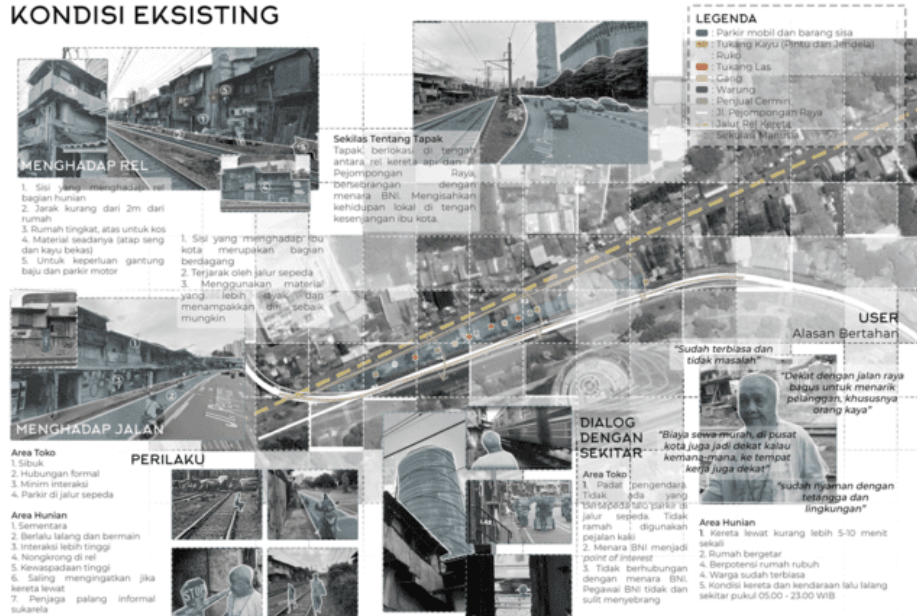 KONDISI EKSISTING
MENGHADAP REL
1. Sisi yang menghadap rel
bagian hunian
2. Jarak kurang dari 2m dari
rumah
3. Rumah tingkat, atas untuk kos
4. Material seadanya (atap seng
dan kayu bekas)
5. Untuk keperluan gantung
baju dan parkir motor
1. Sisi yang menghadap ibu
kota merupakan bagian
berdagang
2. Terjarak oleh jalur sepeda
3. Menggunakan material
yang lebih layak dan
menampakkan diri sebaik
mungkin
Sekilas Tentang Tapak
Tapak berlokasi di tengah
antara rel kereta api dan Jl
Pejompongan Raya,
bersebrangan dengan
menara BNI. Mengisahkan
kehidupan lokal di tengah
kesenjangan ibu kota.
LEGENDA
: Parkir mobil dan barang sisa
: Tukang Kayu (Pintu dan Jendela)
: Ruko
: Tukang Las
: Gang
: Warung
: Penjual Cermin
: Jl. Pejompongan Raya
: Jalur Rel Kereta
: Sekilas Manusia
MENGHADAP JALAN
Area Toko
1. Sibuk
2. Hubungan formal
3. Minim interaksi
4. Parkir di jalur sepeda
Area Hunian
1. Sementara
2. Berlalu lalang dan bermain
3. Interaksi lebih tinggi
4. Nongkrong di rel
5. Kewaspadaan tinggi
6. Saling mengingatkan jika
kereta lewat
7. Penjaga palang informal
sukarela
PERILAKU
STOP
LAS
DIALOG
DENGAN
SEKITAR
Area Toko
1. Padat pengendara.
Tidak ada yang
bersepeda lalu parkir di
jalur sepeda. Tidak
ramah digunakan
pejalan kaki
2. Menara BNI menjadi
point of interest
3. Tidak berhubungan
dengan menara BNI.
Pegawai BNI tidak dan
sulit menyebrang
USER
Alasan Bertahan
"Sudah terbiasa dan
tidak masalah"
"Dekat dengan jalan raya
bagus untuk menarik
pelanggan, khususnya
orang kaya"
"Biaya sewa murah, di pusat
kota juga jadi dekat kalau
kemana-mana, ke tempat
kerja juga dekat"
"sudah nyaman dengan
tetangga dan
lingkungan"
Area Hunian
1. Kereta lewat kurang lebih 5-10 menit
sekali
2. Rumah bergetar
3. Berpotensi rumah rubuh
4. Warga sudah terbiasa
5. Kondisi kereta dan kendaraan lalu lalang
sekitar pukul 05.00 - 23.00 WIB